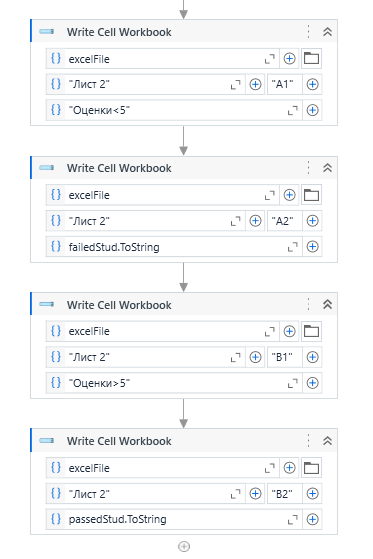 Write Cell Workbook
excelFile
"Лист 2" "A1"
"Оценки<5"
Write Cell Workbook
excelFile
"Лист 2" "A2"
failedStud.ToString
Write Cell Workbook
excelFile
"Лист 2" "B1"
"Оценки>5"
Write Cell Workbook
excelFile
"Лист 2" "B2"
passedStud.ToString